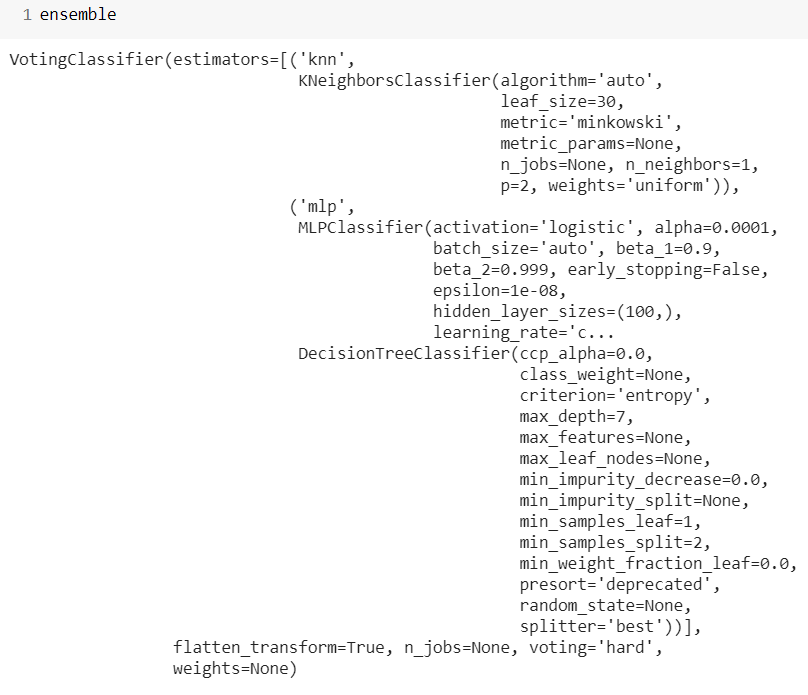 1 ensemble
VotingClassifier(estimators=[('knn',
KNeighborsClassifier(algorithm='auto',
leaf_size=30,
metric='minkowski',
metric_params=None,
n_jobs=None, n_neighbors=1,
p=2, weights='uniform')),
('mlp',
MLPClassifier(activation='logistic', alpha=0.0001,
batch_size='auto', beta_1=0.9,
beta_2=0.999, early_stopping=False,
epsilon=1e-08,
hidden_layer_sizes=(100,),
learning_rate='c...
DecisionTreeClassifier(ccp_alpha=0.0,
class_weight=None,
criterion='entropy',
max_depth=7,
max_features=None,
max_leaf_nodes=None,
min_impurity_decrease=0.0,
min_impurity_split=None,
min_samples_leaf=1,
min_samples_split=2,
min_weight_fraction_leaf=0.0,
presort='deprecated',
random_state=None,
splitter='best'))],
flatten_transform=True, n_jobs=None, voting='hard',
weights=None)